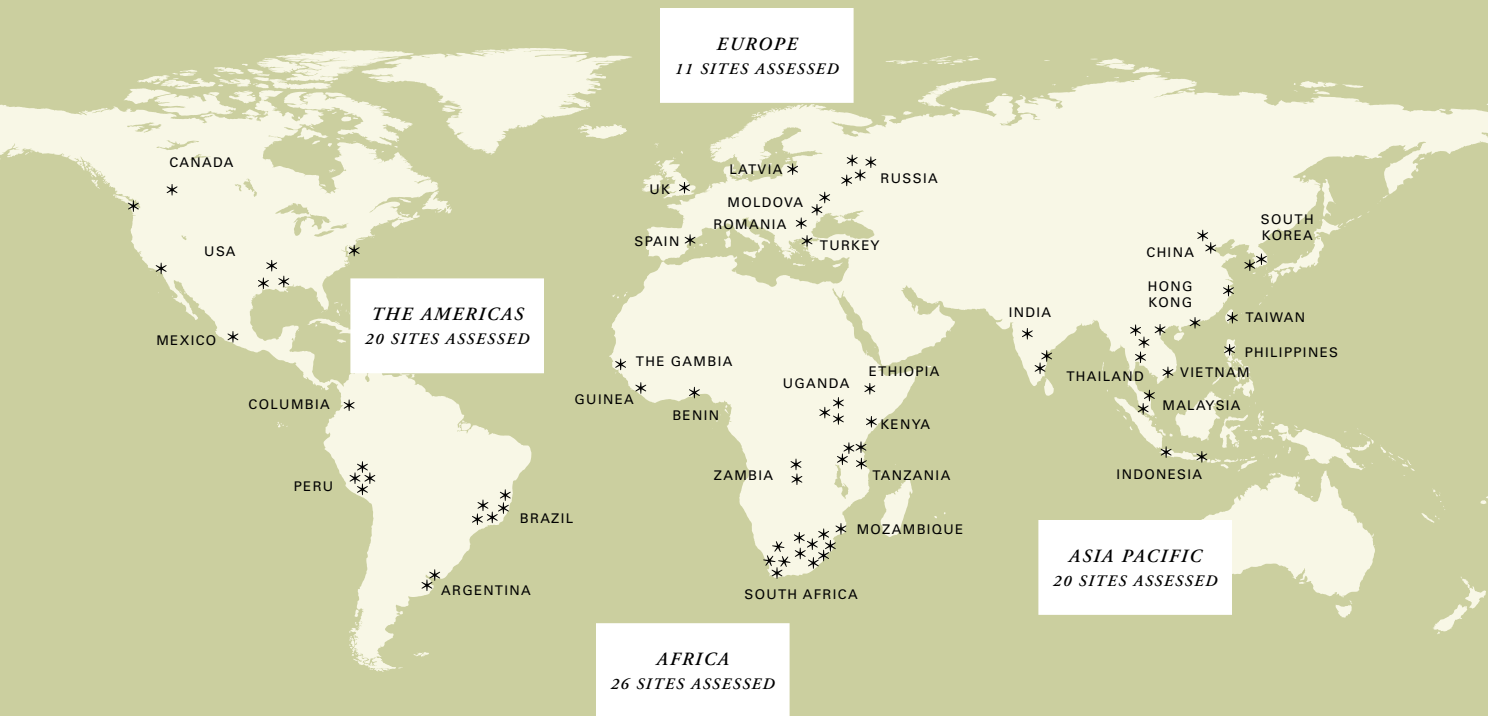 EUROPE
11 SITES ASSESSED
CANADA
LATVIA
RUSSIA
UK
MOLDOVA
ROMANIA
SPAIN
TURKEY
USA
SOUTH
KOREA
CHINA
HONG
KONG
THE AMERICAS
20 SITES ASSESSED
INDIA
TAIWAN
MEXICO
PHILIPPINES
THE GAMBIA
ETHIOPIA
THAILAND
VIETNAM
UGANDA
GUINEA
COLUMBIA
BENIN
MALAYSIA
KENYA
ZAMBIA
TANZANIA
INDONESIA
PERU
BRAZIL
MOZAMBIQUE
ASIA PACIFIC
20 SITES ASSESSED
ARGENTINA
SOUTH AFRICA
AFRICA
26 SITES ASSESSED